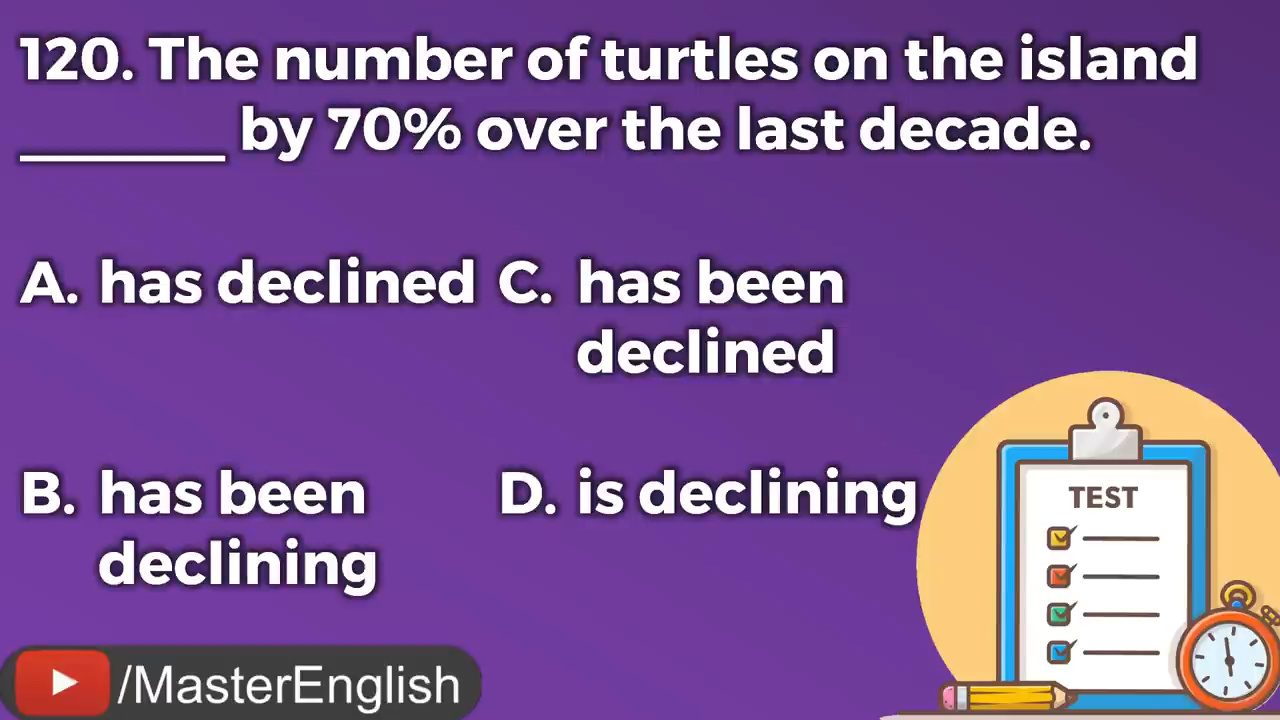 120. The number of turtles on the island
_______ by 70% over the last decade.
A. has declined
B. has been
declining
C. has been
declined
D. is declining
TEST
/MasterEnglish